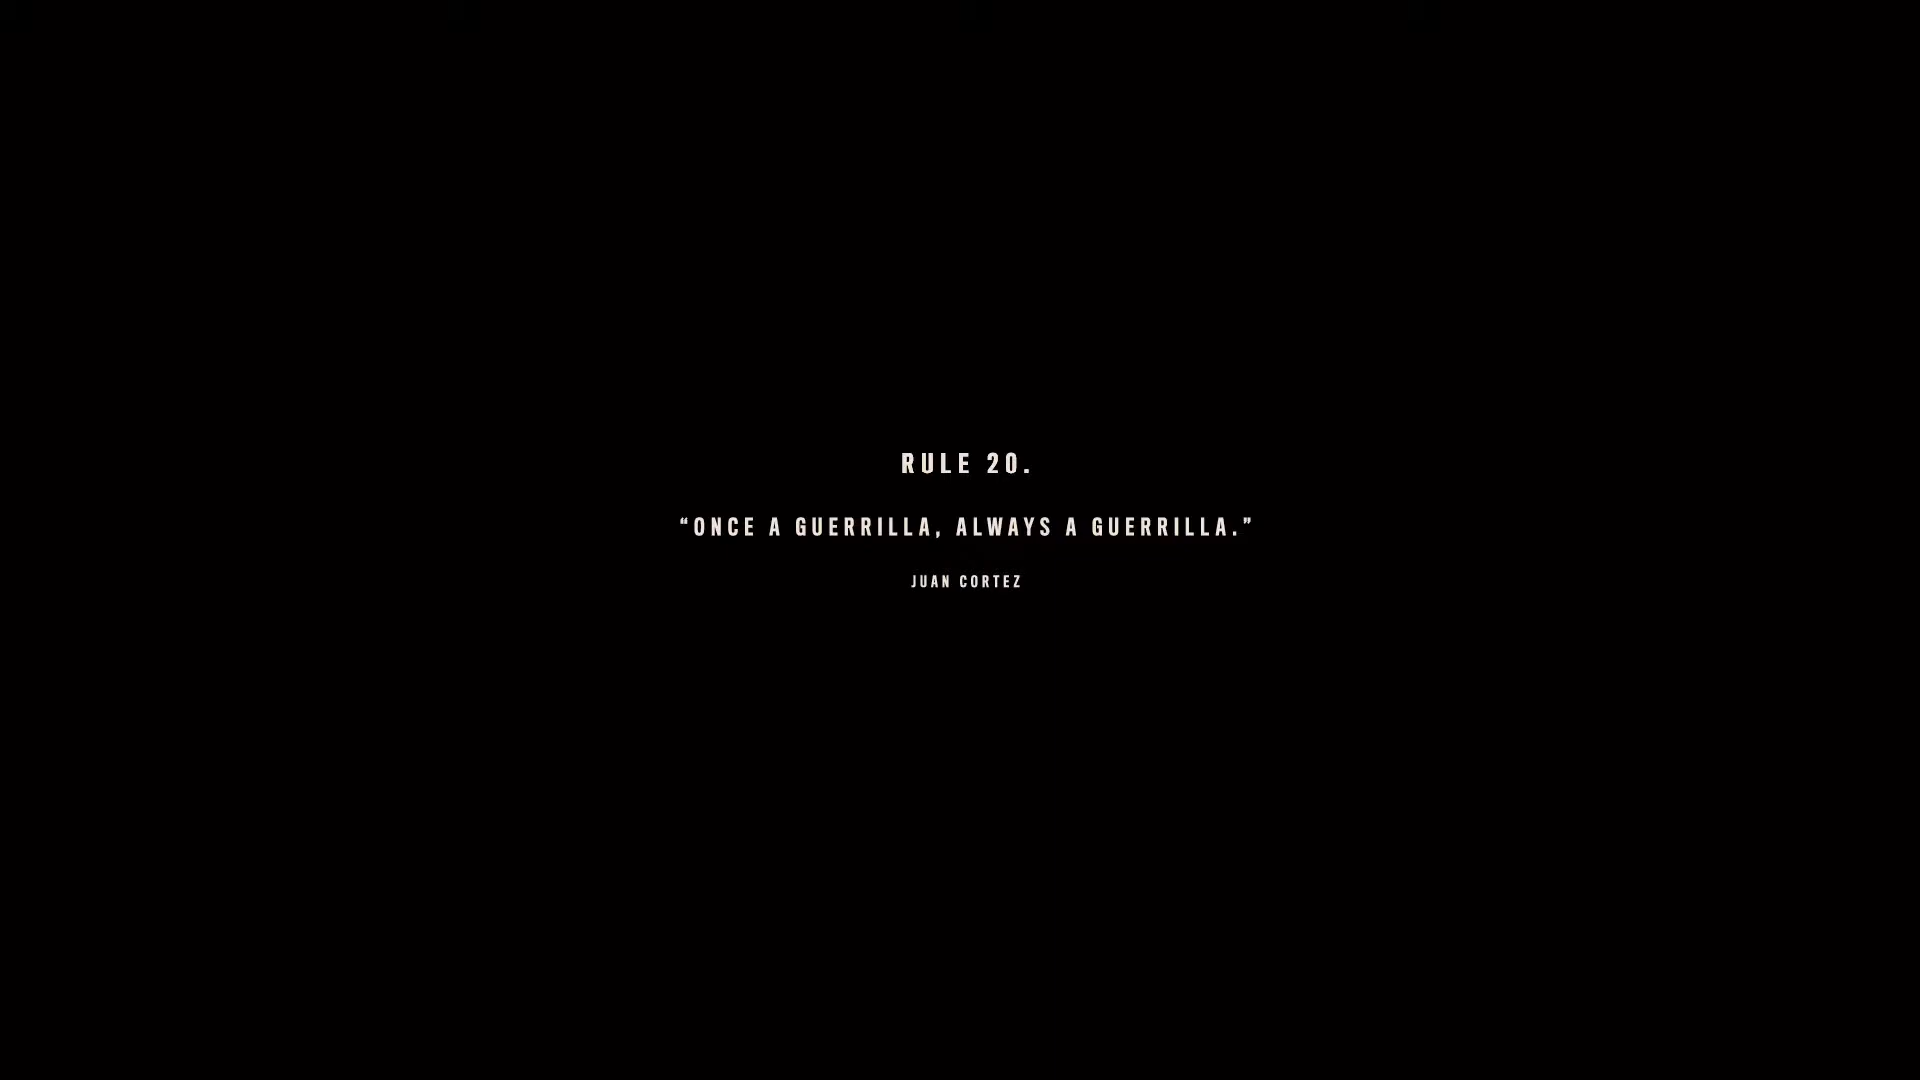 RULE 20.
“ONCE A GUERRILLA, ALWAYS A GUERRILLA.”
JUAN CORTEZ